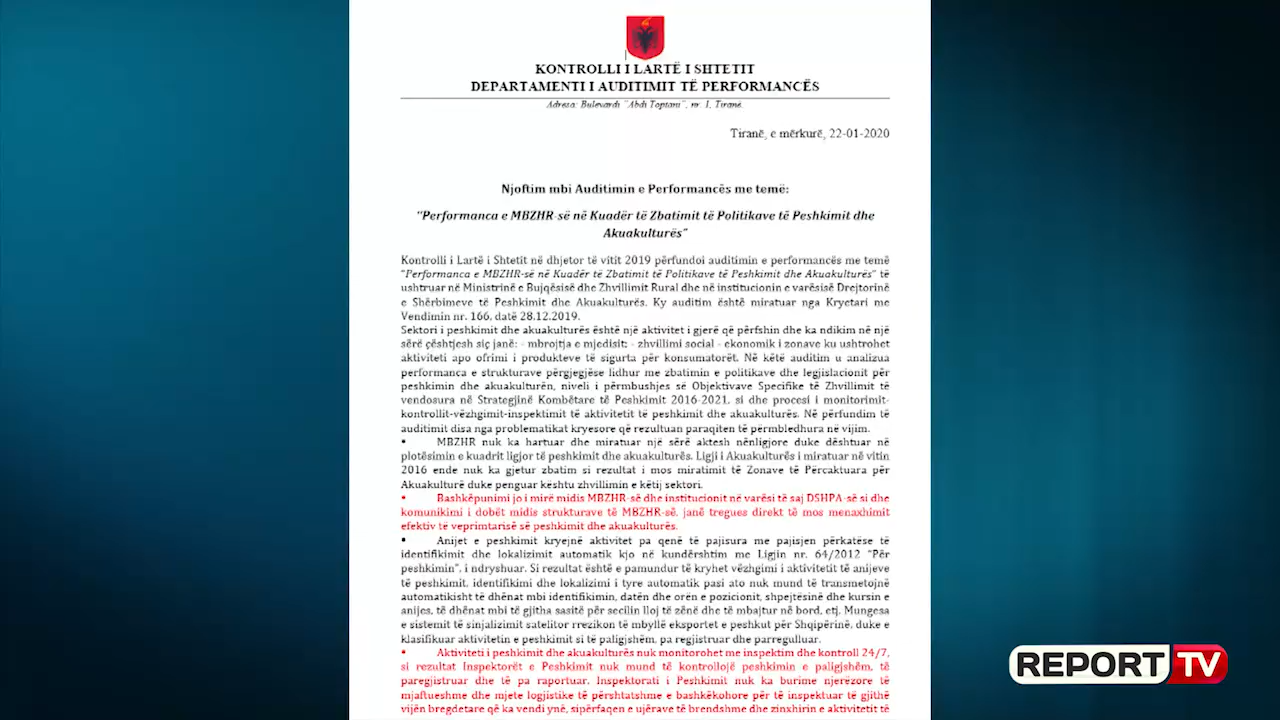 KONTROLLI I LARTË I SHTETIT
DEPARTAMENTI I AUDITIMIT TË PERFORMANCËS
Adresa: Bulevardi "Abdi Toptani", nr. 1, Tiranë.
Tiranë, e mërkurë, 22-01-2020
Njoftim mbi Auditimin e Performancës me temë:
"Performanca e MBZHR-së në Kuadër të Zbatimit të Politikave të Peshkimit dhe
Akuakulturës"
Kontrolli i Lartë i Shtetit në dhjetor të vitit 2019 përfundoi auditimin e performancës me temë
"Performanca e MBZHR-së në Kuadër të Zbatimit të Politikave të Peshkimit dhe Akuakulturës" të
ushtruar në Ministrinë e Bujqësisë dhe Zhvillimit Rural dhe në institucionin e varësisë Drejtorinë
e Shërbimeve të Peshkimit dhe Akuakulturës. Ky auditim është miratuar nga Kryetari me
Vendimin nr. 166, datë 28.12.2019.
Sektori i peshkimit dhe akuakulturës është një aktivitet i gjerë që përfshin dhe ka ndikim në një
sërë çështjesh siç janë: - mbrojtja e mjedisit; - zhvillimi social - ekonomik i zonave ku ushtrohet
aktiviteti apo ofrimi i produkteve të sigurta për konsumatorët. Në këtë auditim u analizua
performanca e strukturave përgjegjëse lidhur me zbatimin e politikave dhe legjislacionit për
peshkimin dhe akuakulturën, niveli i përmbushjes së Objektivave Specifike të Zhvillimit të
vendosura në Strategjinë Kombëtare të Peshkimit 2016-2021, si dhe procesi i monitorimit-
kontrollit-vëzhgimit-inspektimit të aktivitetit të peshkimit dhe akuakulturës. Në përfundim të
auditimit disa nga problematikat kryesore që rezultuan paraqiten të përmbledhura në vijim.
• MBZHR nuk ka hartuar dhe miratuar një sërë aktesh nënligjore duke dështuar në
plotësimin e kuadrit ligjor të peshkimit dhe akuakulturës. Ligji i Akuakulturës i miratuar në vitin
2016 ende nuk ka gjetur zbatim si rezultat i mos miratimit të Zonave të Përcaktuara për
Akuakulturë duke penguar kështu zhvillimin e këtij sektori.
• Bashkëpunimi jo i mirë midis MBZHR-së dhe institucionit në varësi të saj DSHPA-së si dhe
komunikimi i dobët midis strukturave të MBZHR-së, janë tregues direkt të mos menaxhimit
efektiv të veprimtarisë së peshkimit dhe akuakulturës.
• Anijet e peshkimit kryejnë aktivitet pa qenë të pajisura me pajisjen përkatëse të
identifikimit dhe lokalizimit automatik kjo në kundërshtim me Ligjin nr. 64/2012 "Për
peshkimin", i ndryshuar. Si rezultat është e pamundur të kryhet vëzhgimi i aktivitetit të anijeve
të peshkimit, identifikimi dhe lokalizimi i tyre automatik pasi ato nuk mund të transmetojnë
automatikisht të dhënat mbi identifikimin, datën dhe orën e pozicionit, shpejtësinë dhe kursin e
anijes, të dhënat mbi të gjitha sasitë për secilin lloj të zënë dhe të mbajtur në bord, etj. Mungesa
e sistemit të sinjalizimit satelitor rrezikon të mbyllë eksportet e peshkut për Shqipërinë, duke e
klasifikuar aktivitetin e peshkimit si të paligjshëm, pa regjistruar dhe parregulluar.
• Aktiviteti i peshkimit dhe akuakulturës nuk monitorohet me inspektim dhe kontroll 24/7,
si rezultat Inspektorët e Peshkimit nuk mund të kontrollojë peshkimin e paligjshëm, të
paregjistruar dhe të pa raportuar. Inspektorati i Peshkimit nuk ka burime njerëzore të
mjaftueshme dhe mjete logjistike të përshtatshme e bashkëkohore për të inspektuar të gjithë
vijën bregdetare që ka vendi ynë, sipërfaqen e ujërave të brendshme dhe zinxhirin e aktivitetit të
REPORT TV